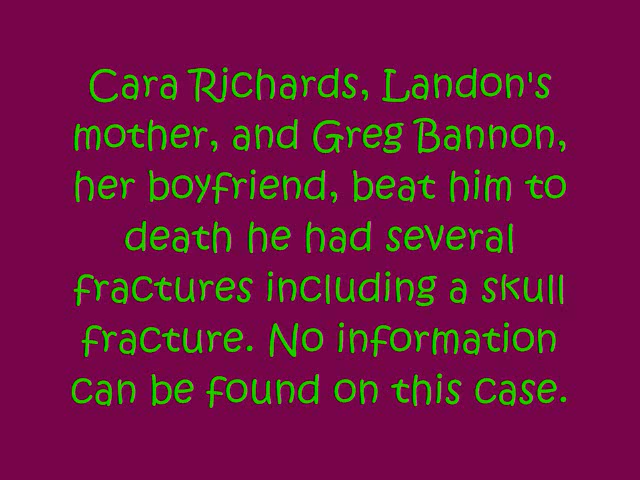 Cara Richards, Landon's
mother, and Greg Bannon,
her boyfriend, beat him to
death he had several
fractures including a skull
fracture. No information
can be found on this case.